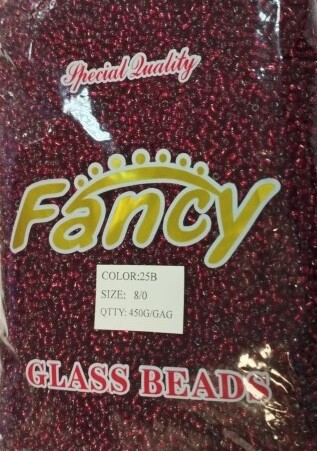 Special Quality
Fancy
COLOR:25B
SIZE: 8/0
QTTY: 450G/GAG
GLASS BEADS